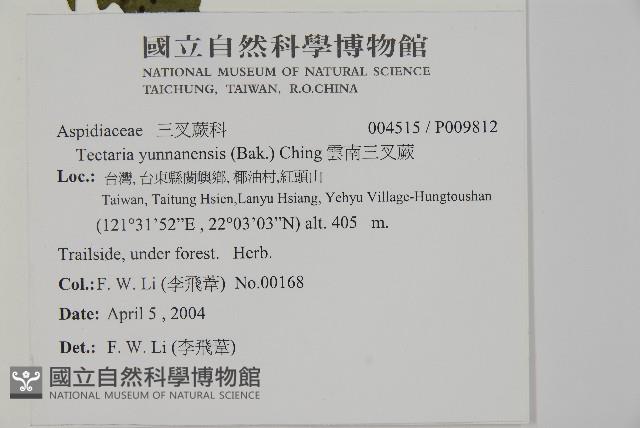 國立自然科學博物館
NATIONAL MUSEUM OF NATURAL SCIENCE
TAICHUNG, TAIWAN, R.O.CHINA
Aspidiaceae 三叉蕨科 004515 / P009812
Tectaria yunnanensis (Bak.) Ching 雲南三叉蕨
Loc.: 台灣, 台東縣蘭嶼鄉, 椰油村,紅頭山
Taiwan, Taitung Hsien,Lanyu Hsiang, Yehyu Village-Hungtoushan
(121°31’52”E , 22°03’03”N) alt. 405 m.
Trailside, under forest. Herb.
Col.: F. W. Li (李飛葦) No.00168
Date: April 5 , 2004
Det.: F. W. Li (李飛葦)
國立自然科學博物館
NATIONAL MUSEUM OF NATURAL SCIENCE